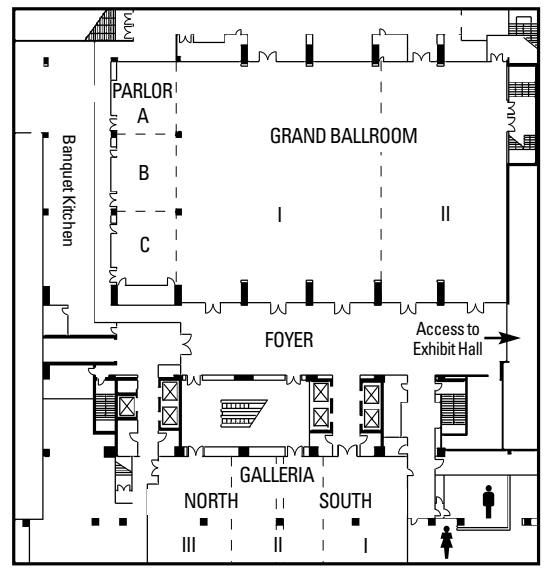 PARLOR
A
GRAND BALLROOM
Banquet Kitchen
B
I
II
C
FOYER
Access to
Exhibit Hall
GALLERIA
NORTH
SOUTH
III
II
I